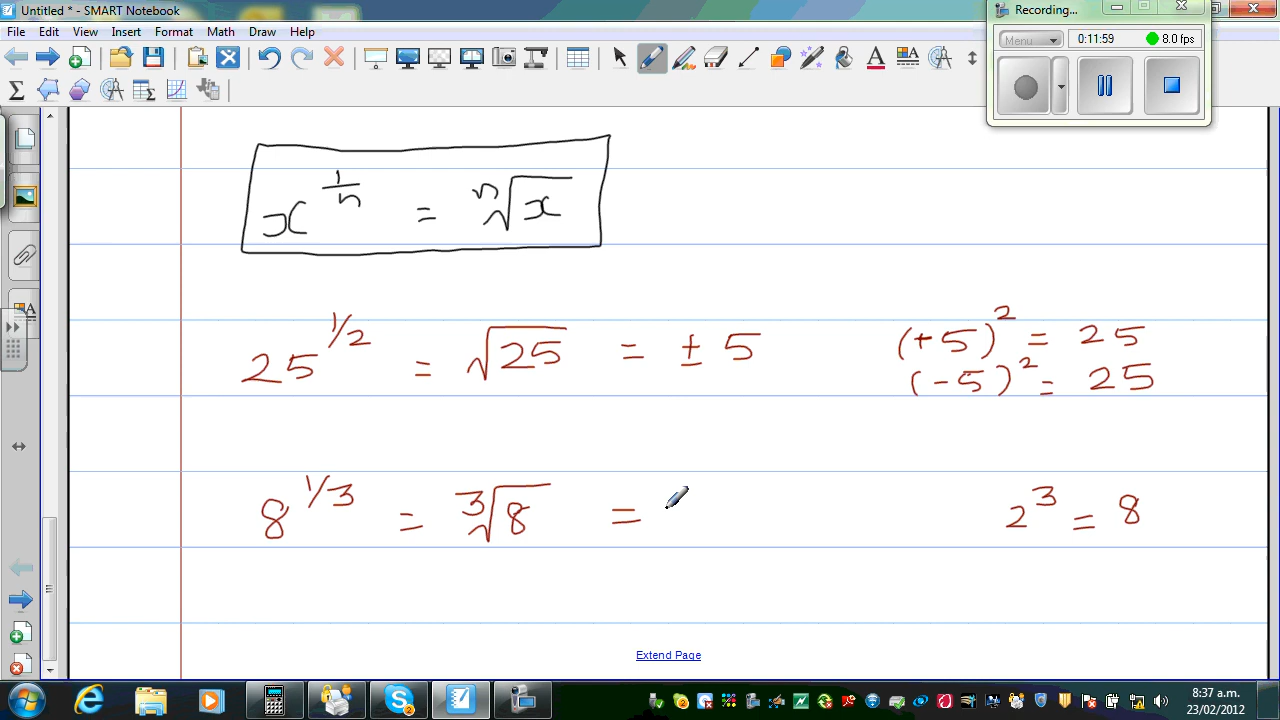 Untitled * - SMART Notebook
Recording...
File Edit View Insert Format Math Draw Help
Menu 0:11:59 8.0 fps
x^{1/n} = ⁿ√x
25^{1/2} = √25 = ± 5 (+5)² = 25
(-5)² = 25
8^{1/3} = ³√8 = 2³ = 8
Extend Page
8:37 a.m.
23/02/2012